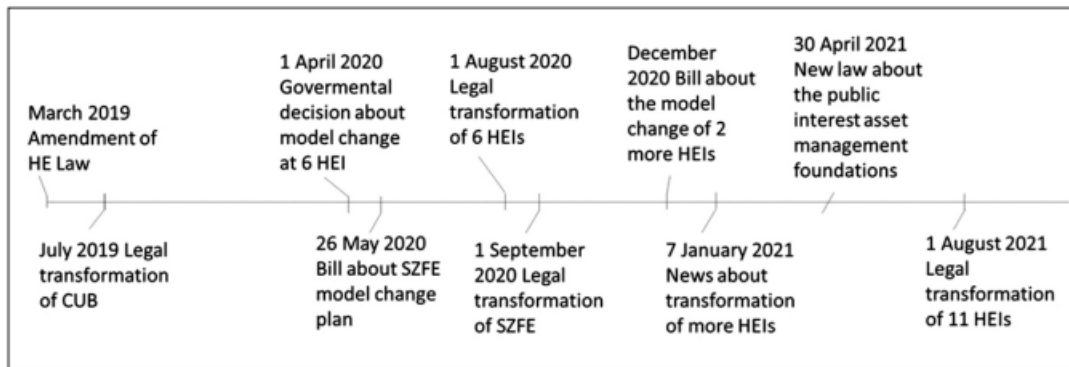 March 2019
Amendment of
HE Law
July 2019 Legal
transformation
of CUB
1 April 2020
Govermental
decision about
model change
at 6 HEI
26 May 2020
Bill about SZFE
model change
plan
1 August 2020
Legal
transformation
of 6 HEIs
1 September
2020 Legal
transformation
of SZFE
December
2020 Bill about
the model
change of 2
more HEIs
7 January 2021
News about
transformation
of more HEIs
30 April 2021
New law about
the public
interest asset
management
foundations
1 August 2021
Legal
transformation
of 11 HEIs